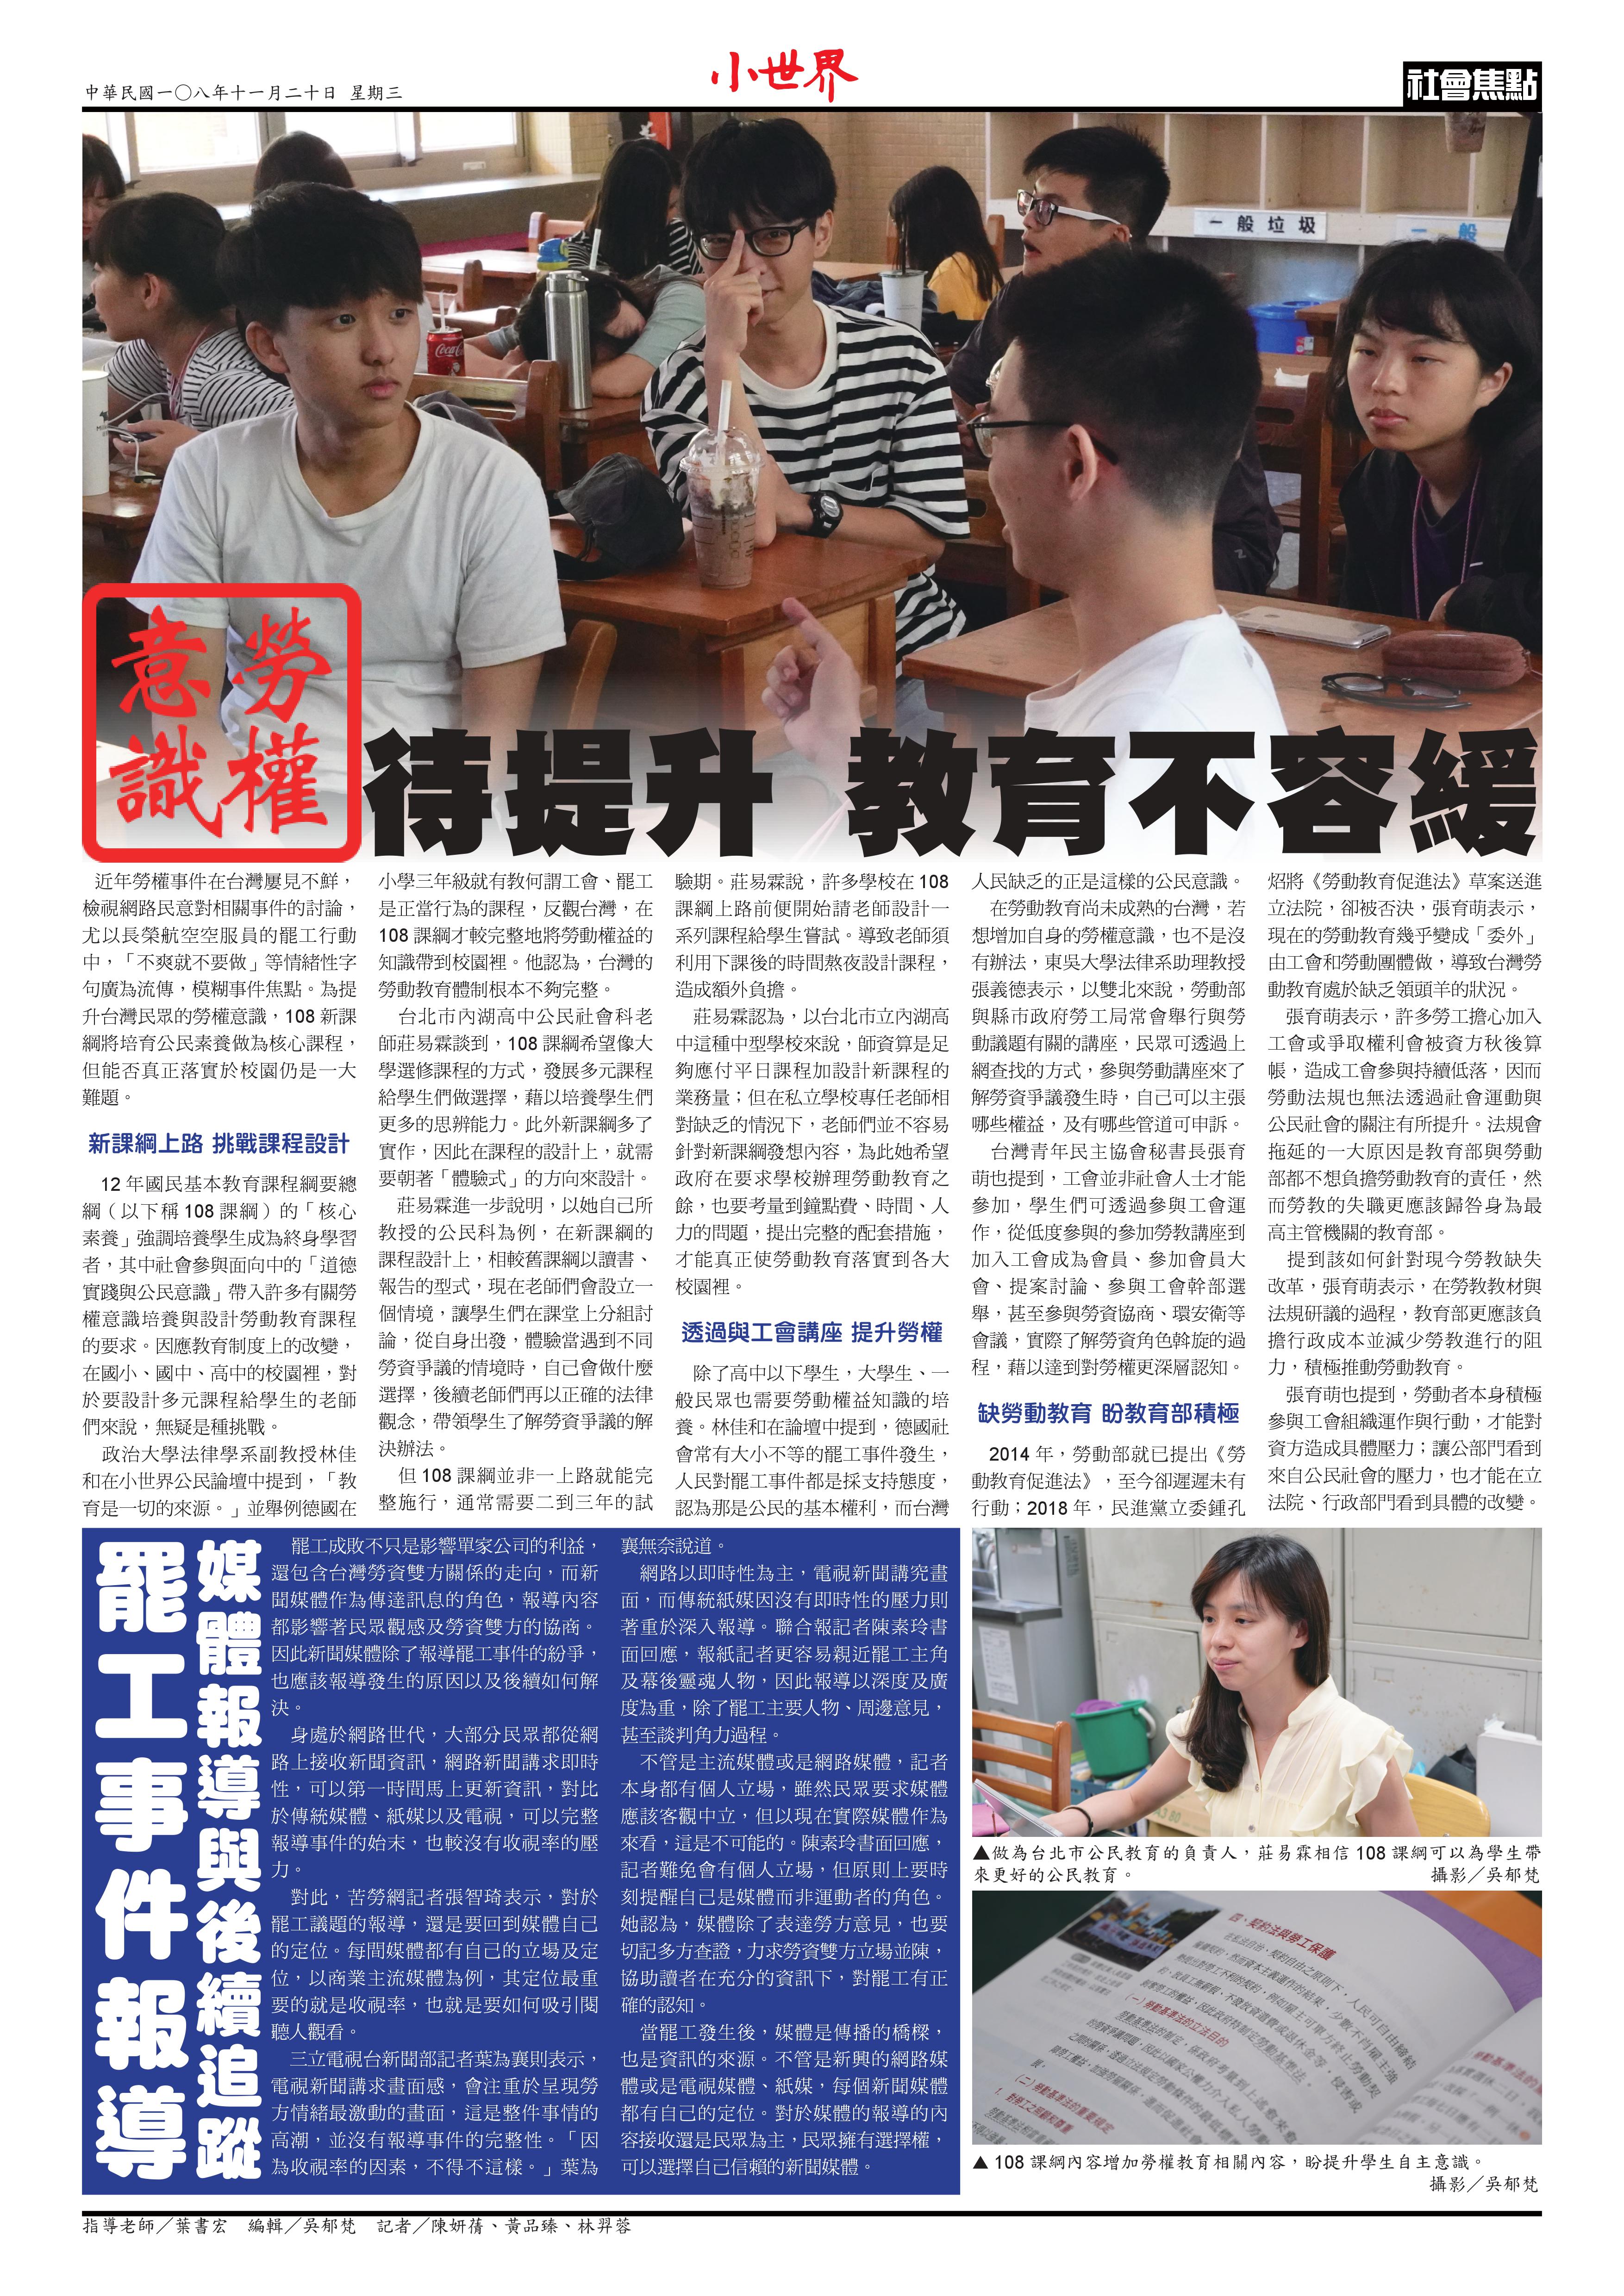 中華民國一〇八年十一月二十日 星期三
小世界
社會焦點
一般垃圾
一般
Coca-Cola
勞權
意識
待提升 教育不容緩
近年勞權事件在台灣屢見不鮮，
檢視網路民意對相關事件的討論，
尤以長榮航空空服員的罷工行動
中，「不爽就不要做」等情緒性字
句廣為流傳，模糊事件焦點。為提
升台灣民眾的勞權意識，108 新課
綱將培育公民素養做為核心課程，
但能否真正落實於校園仍是一大
難題。
新課綱上路 挑戰課程設計
12 年國民基本教育課程綱要總
綱（以下稱 108 課綱）的「核心
素養」強調培養學生成為終身學習
者，其中社會參與面向中的「道德
實踐與公民意識」帶入許多有關勞
權意識培養與設計勞動教育課程
的要求。因應教育制度上的改變，
在國小、國中、高中的校園裡，對
於要設計多元課程給學生的老師
們來說，無疑是種挑戰。
政治大學法律學系副教授林佳
和在小世界公民論壇中提到，「教
育是一切的來源。」並舉例德國在
小學三年級就有教何謂工會、罷工
是正當行為的課程，反觀台灣，在
108 課綱才較完整地將勞動權益的
知識帶到校園裡。他認為，台灣的
勞動教育體制根本不夠完整。
台北市內湖高中公民社會科老
師莊易霖談到，108 課綱希望像大
學選修課程的方式，發展多元課程
給學生們做選擇，藉以培養學生們
更多的思辨能力。此外新課綱多了
實作，因此在課程的設計上，就需
要朝著「體驗式」的方向來設計。
莊易霖進一步說明，以她自己所
教授的公民科為例，在新課綱的
課程設計上，相較舊課綱以讀書、
報告的型式，現在老師們會設立一
個情境，讓學生們在課堂上分組討
論，從自身出發，體驗當遇到不同
勞資爭議的情境時，自己會做什麼
選擇，後續老師們再以正確的法律
觀念，帶領學生了解勞資爭議的解
決辦法。
但 108 課綱並非一上路就能完
整施行，通常需要二到三年的試
驗期。莊易霖說，許多學校在 108
課綱上路前便開始請老師設計一
系列課程給學生嘗試。導致老師須
利用下課後的時間熬夜設計課程，
造成額外負擔。
莊易霖認為，以台北市立內湖高
中這種中型學校來說，師資算是足
夠應付平日課程加設計新課程的
業務量；但在私立學校專任老師相
對缺乏的情況下，老師們並不容易
針對新課綱發想內容，為此她希望
政府在要求學校辦理勞動教育之
餘，也要考量到鐘點費、時間、人
力的問題，提出完整的配套措施，
才能真正使勞動教育落實到各大
校園裡。
透過與工會講座 提升勞權
除了高中以下學生，大學生、一
般民眾也需要勞動權益知識的培
養。林佳和在論壇中提到，德國社
會常有大小不等的罷工事件發生，
人民對罷工事件都是採支持態度，
認為那是公民的基本權利，而台灣
人民缺乏的正是這樣的公民意識。
在勞動教育尚未成熟的台灣，若
想增加自身的勞權意識，也不是沒
有辦法，東吳大學法律系助理教授
張義德表示，以雙北來說，勞動部
與縣市政府勞工局常會舉行與勞
動議題有關的講座，民眾可透過上
網查找的方式，參與勞動講座來了
解勞資爭議發生時，自己可以主張
哪些權益，及有哪些管道可申訴。
台灣青年民主協會秘書長張育
萌也提到，工會並非社會人士才能
參加，學生們可透過參與工會運
作，從低度參與的參加勞教講座到
加入工會成為會員、參加會員大
會、提案討論、參與工會幹部選
舉，甚至參與勞資協商、環安衛等
會議，實際了解勞資角色斡旋的過
程，藉以達到對勞權更深層認知。
缺勞動教育 盼教育部積極
2014 年，勞動部就已提出《勞
動教育促進法》，至今卻遲遲未有
行動；2018 年，民進黨立委鍾孔
炤將《勞動教育促進法》草案送進
立法院，卻被否決，張育萌表示，
現在的勞動教育幾乎變成「委外」
由工會和勞動團體做，導致台灣勞
動教育處於缺乏領頭羊的狀況。
張育萌表示，許多勞工擔心加入
工會或爭取權利會被資方秋後算
帳，造成工會參與持續低落，因而
勞動法規也無法透過社會運動與
公民社會的關注有所提升。法規會
拖延的一大原因是教育部與勞動
部都不想負擔勞動教育的責任，然
而勞教的失職更應該歸咎身為最
高主管機關的教育部。
提到該如何針對現今勞教缺失
改革，張育萌表示，在勞教教材與
法規研議的過程，教育部更應該負
擔行政成本並減少勞教進行的阻
力，積極推動勞動教育。
張育萌也提到，勞動者本身積極
參與工會組織運作與行動，才能對
資方造成具體壓力；讓公部門看到
來自公民社會的壓力，也才能在立
法院、行政部門看到具體的改變。
媒體報導與後續追蹤
罷工事件報導
罷工成敗不只是影響單家公司的利益，
還包含台灣勞資雙方關係的走向，而新
聞媒體作為傳達訊息的角色，報導內容
都影響著民眾觀感及勞資雙方的協商。
因此新聞媒體除了報導罷工事件的紛爭，
也應該報導發生的原因以及後續如何解
決。
身處於網路世代，大部分民眾都從網
路上接收新聞資訊，網路新聞講求即時
性，可以第一時間馬上更新資訊，對比
於傳統媒體、紙媒以及電視，可以完整
報導事件的始末，也較沒有收視率的壓
力。
對此，苦勞網記者張智琦表示，對於
罷工議題的報導，還是要回到媒體自己
的定位。每間媒體都有自己的立場及定
位，以商業主流媒體為例，其定位最重
要的就是收視率，也就是要如何吸引閱
聽人觀看。
三立電視台新聞部記者葉為襄則表示，
電視新聞講求畫面感，會注重於呈現勞
方情緒最激動的畫面，這是整件事情的
高潮，並沒有報導事件的完整性。「因
為收視率的因素，不得不這樣。」葉為
襄無奈說道。
網路以即時性為主，電視新聞講究畫
面，而傳統紙媒因沒有即時性的壓力則
著重於深入報導。聯合報記者陳素玲書
面回應，報紙記者更容易親近罷工主角
及幕後靈魂人物，因此報導以深度及廣
度為重，除了罷工主要人物、周邊意見，
甚至談判角力過程。
不管是主流媒體或是網路媒體，記者
本身都有個人立場，雖然民眾要求媒體
應該客觀中立，但以現在實際媒體作為
來看，這是不可能的。陳素玲書面回應，
記者難免會有個人立場，但原則上要時
刻提醒自己是媒體而非運動者的角色。
她認為，媒體除了表達勞方意見，也要
切記多方查證，力求勞資雙方立場並陳，
協助讀者在充分的資訊下，對罷工有正
確的認知。
當罷工發生後，媒體是傳播的橋樑，
也是資訊的來源。不管是新興的網路媒
體或是電視媒體、紙媒，每個新聞媒體
都有自己的定位。對於媒體的報導的內
容接收還是民眾為主，民眾擁有選擇權，
可以選擇自己信賴的新聞媒體。
▲做為台北市公民教育的負責人，莊易霖相信 108 課綱可以為學生帶
來更好的公民教育。 攝影／吳郁梵
四、契約法與勞工保護
(一) 勞動基準法的立法目的
(二) 勞動基準法的重要規定
▲ 108 課綱內容增加勞權教育相關內容，盼提升學生自主意識。
攝影／吳郁梵
指導老師／葉書宏 編輯／吳郁梵 記者／陳妍蒨、黃品臻、林羿蓉